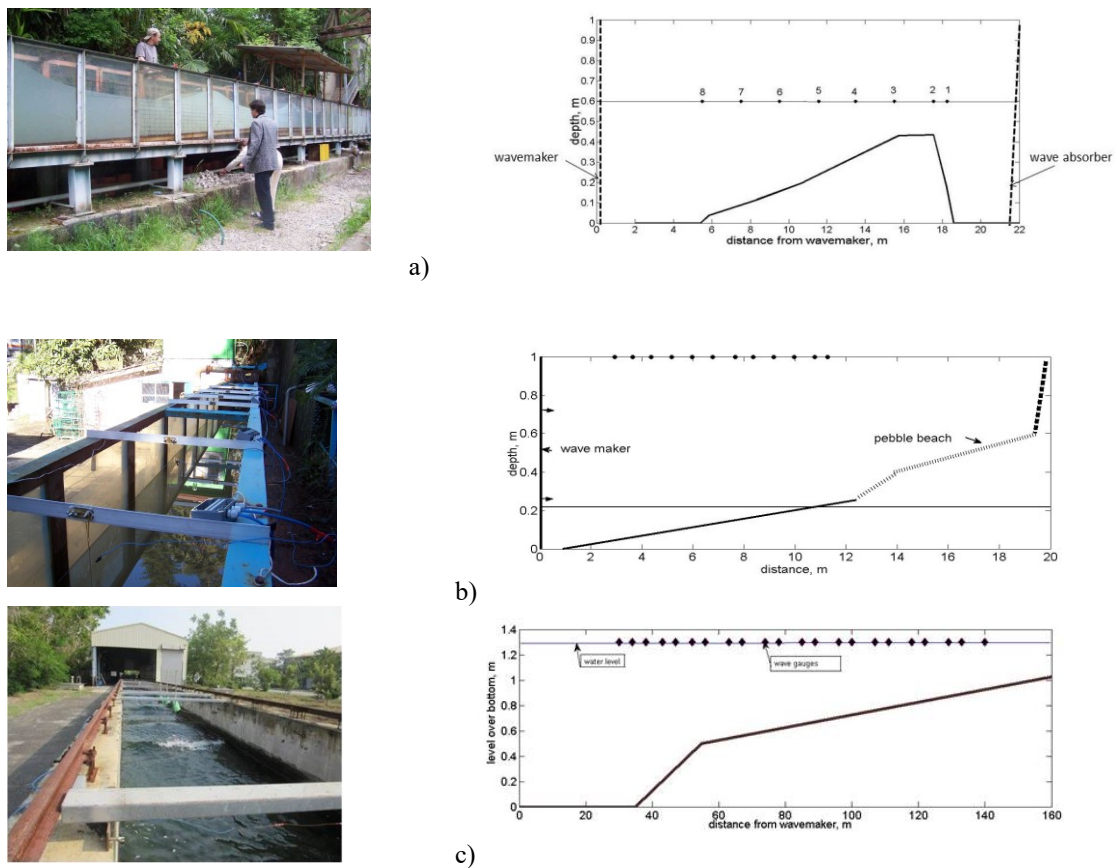 1
0.9
0.8
0.7
0.6
0.5
0.4
0.3
0.2
0.1
0
depth, m
8 7 6 5 4 3 2 1
wavemaker
wave absorber
0 2 4 6 8 10 12 14 16 18 20 22
distance from wavemaker, m
a)
1
0.8
0.6
0.4
0.2
0
depth, m
wave maker
pebble beach
0 2 4 6 8 10 12 14 16 18 20
distance, m
b)
1.4
1.2
1
0.8
0.6
0.4
0.2
0
level over bottom, m
water level
wave gauges
0 20 40 60 80 100 120 140 160
distance from wavemaker, m
c)